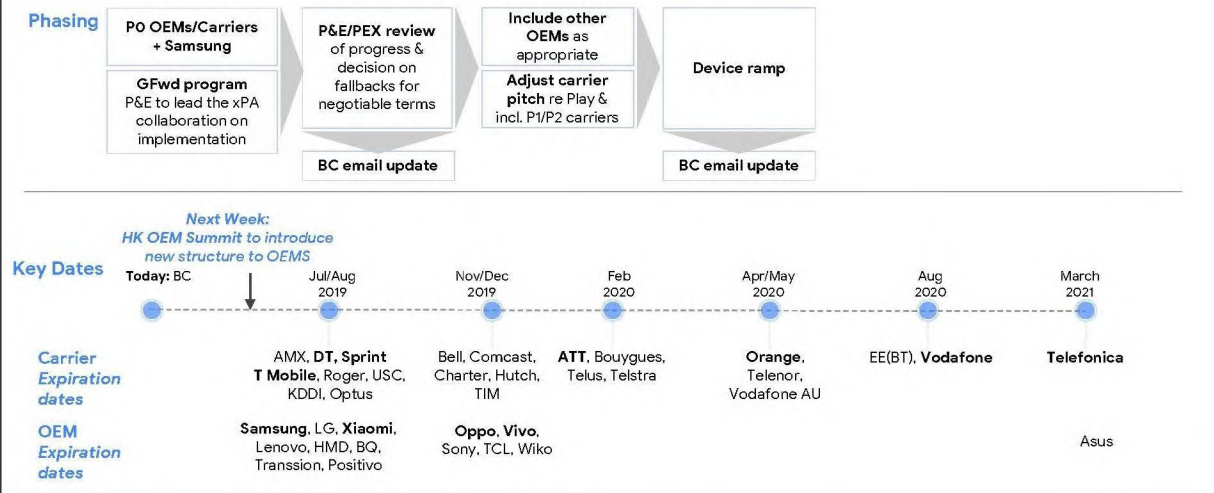 Phasing
P0 OEMs/Carriers
+ Samsung
GFwd program
P&E to lead the xPA
collaboration on
implementation
P&E/PEX review
of progress &
decision on
fallbacks for
negotiable terms
BC email update
Include other
OEMs as
appropriate
Adjust carrier
pitch re Play &
incl. P1/P2 carriers
Device ramp
BC email update
Next Week:
HK OEM Summit to introduce
new structure to OEMS
Key Dates
Today: BC
Jul/Aug
2019
Nov/Dec
2019
Feb
2020
Apr/May
2020
Aug
2020
March
2021
Carrier
Expiration
dates
AMX, DT, Sprint
T Mobile, Roger, USC,
KDDI, Optus
Bell, Comcast,
Charter, Hutch,
TIM
ATT, Bouygues,
Telus, Telstra
Orange,
Telenor,
Vodafone AU
EE(BT), Vodafone
Telefonica
OEM
Expiration
dates
Samsung, LG, Xiaomi,
Lenovo, HMD, BQ,
Transsion, Positivo
Oppo, Vivo,
Sony, TCL, Wiko
Asus